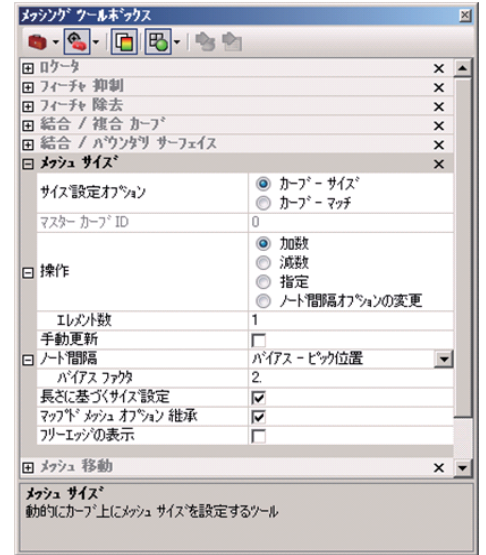 メッシング ツールボックス
ロケータ
フィーチャ 抑制
フィーチャ 除去
結合 / 複合 カーブ
結合 / バウンダリ サーフェイス
メッシュ サイズ
サイズ設定オプション
カーブ - サイズ
カーブ - マッチ
マスター カーブ ID 0
操作
加数
減数
指定
ノード間隔オプションの変更
エレメント数 1
手動更新
ノード間隔 バイアス - ピック位置
バイアス ファクタ 2.
長さに基づくサイズ設定
マップド メッシュ オプション 継承
フリーエッジの表示
メッシュ 移動
メッシュ サイズ
動的にカーブ上にメッシュ サイズを設定するツール